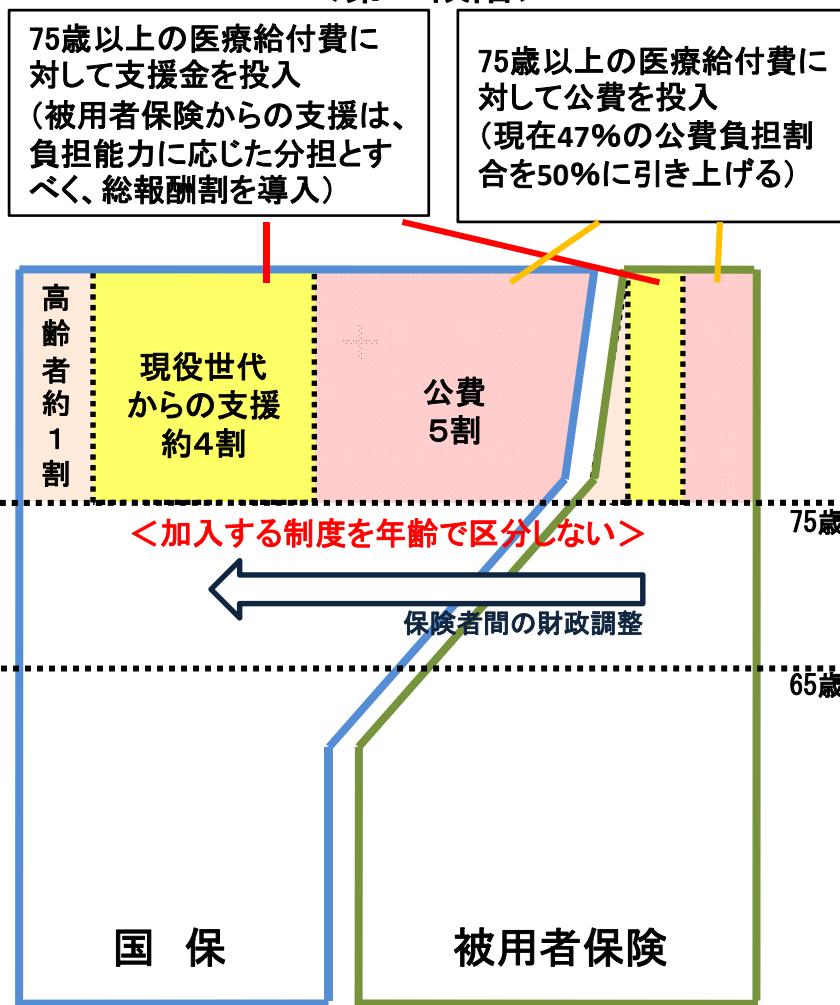 75歳以上の医療給付費に
対して支援金を投入
(被用者保険からの支援は、
負担能力に応じた分担とす
べく、総報酬割を導入)
75歳以上の医療給付費に
対して公費を投入
(現在47%の公費負担割
合を50%に引き上げる)
高齢者約1割
現役世代
からの支援
約4割
公費
5割
75歳
<加入する制度を年齢で区分しない>
保険者間の財政調整
65歳
国 保
被用者保険